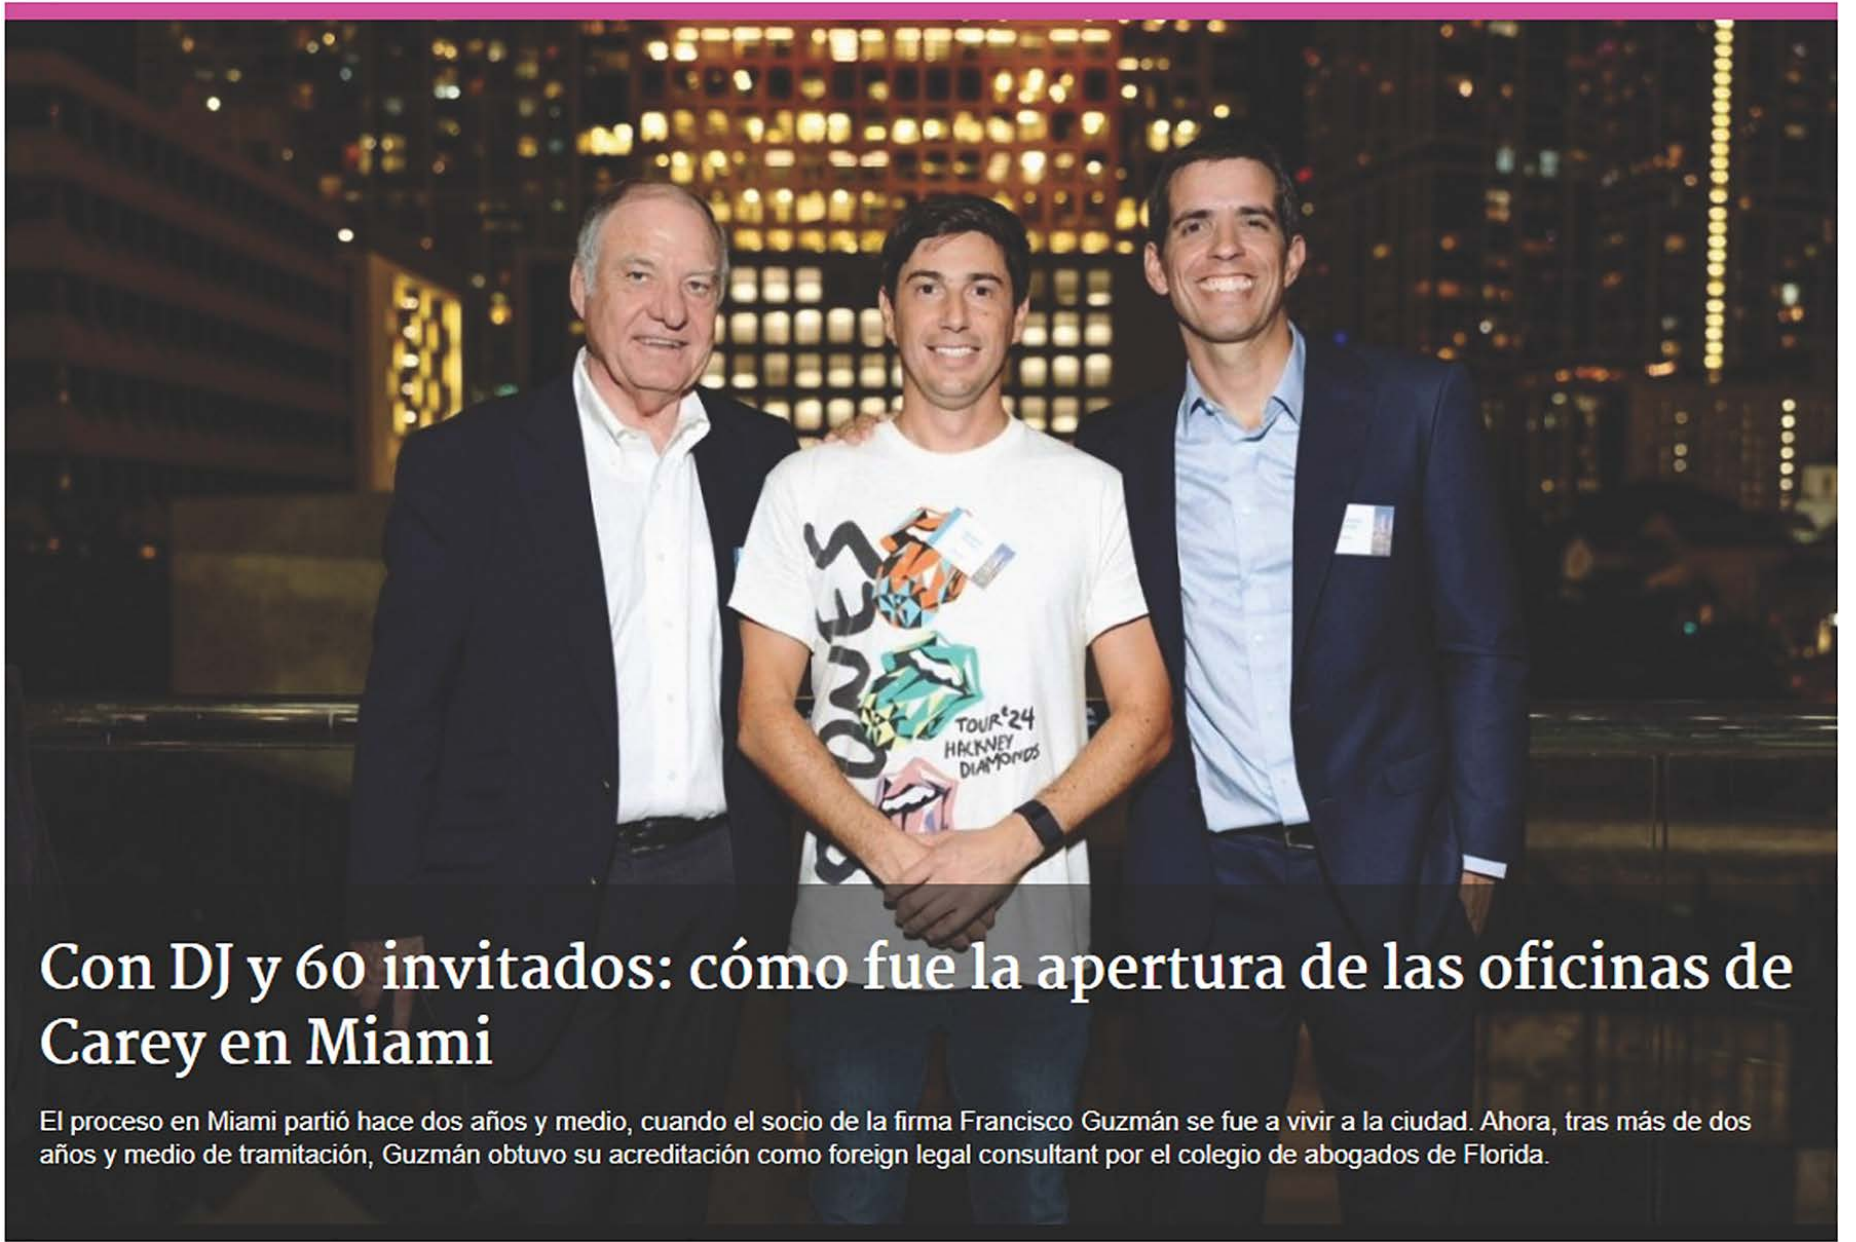 STONES
TOUR '24
HACKNEY
DIAMONDS
Con DJ y 60 invitados: cómo fue la apertura de las oficinas de
Carey en Miami
El proceso en Miami partió hace dos años y medio, cuando el socio de la firma Francisco Guzmán se fue a vivir a la ciudad. Ahora, tras más de dos
años y medio de tramitación, Guzmán obtuvo su acreditación como foreign legal consultant por el colegio de abogados de Florida.